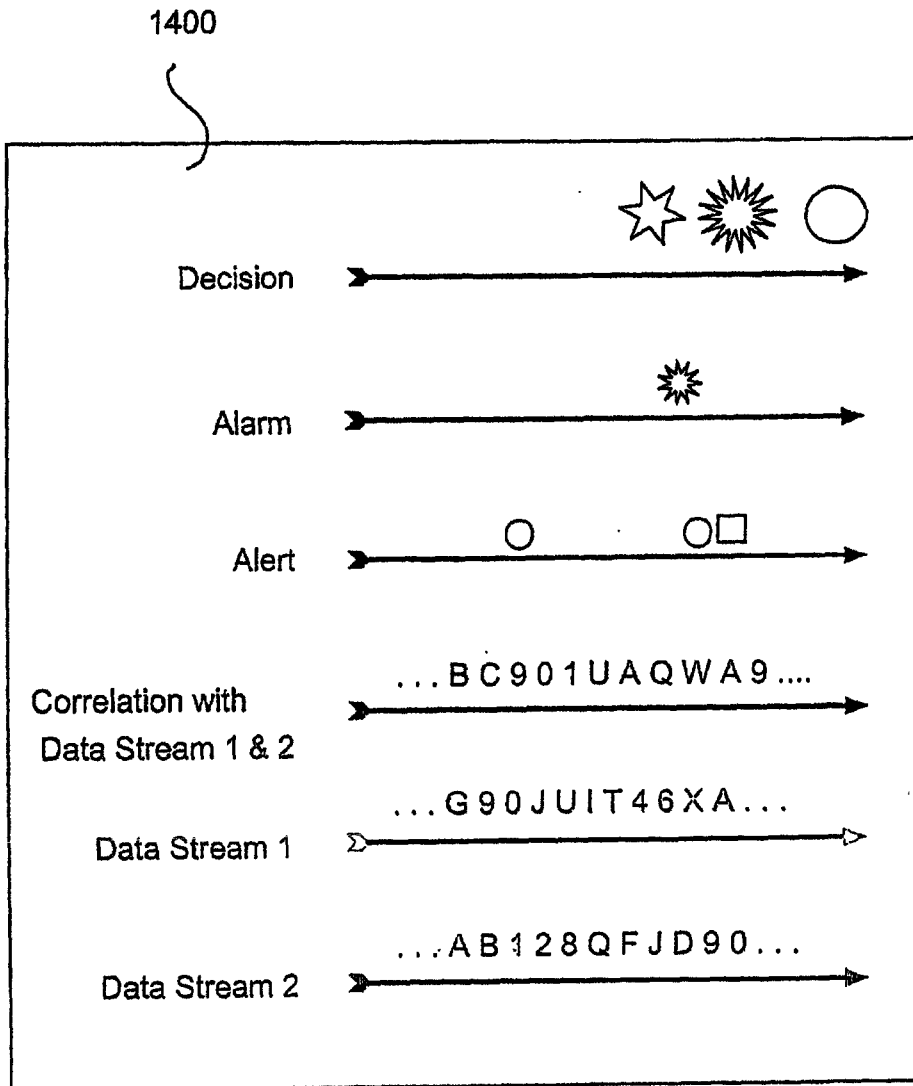 1400
Decision
Alarm
Alert
...BC901UAQWA9....
Correlation with
Data Stream 1 & 2
...G90JUIT46XA...
Data Stream 1
...AB128QFJD90...
Data Stream 2